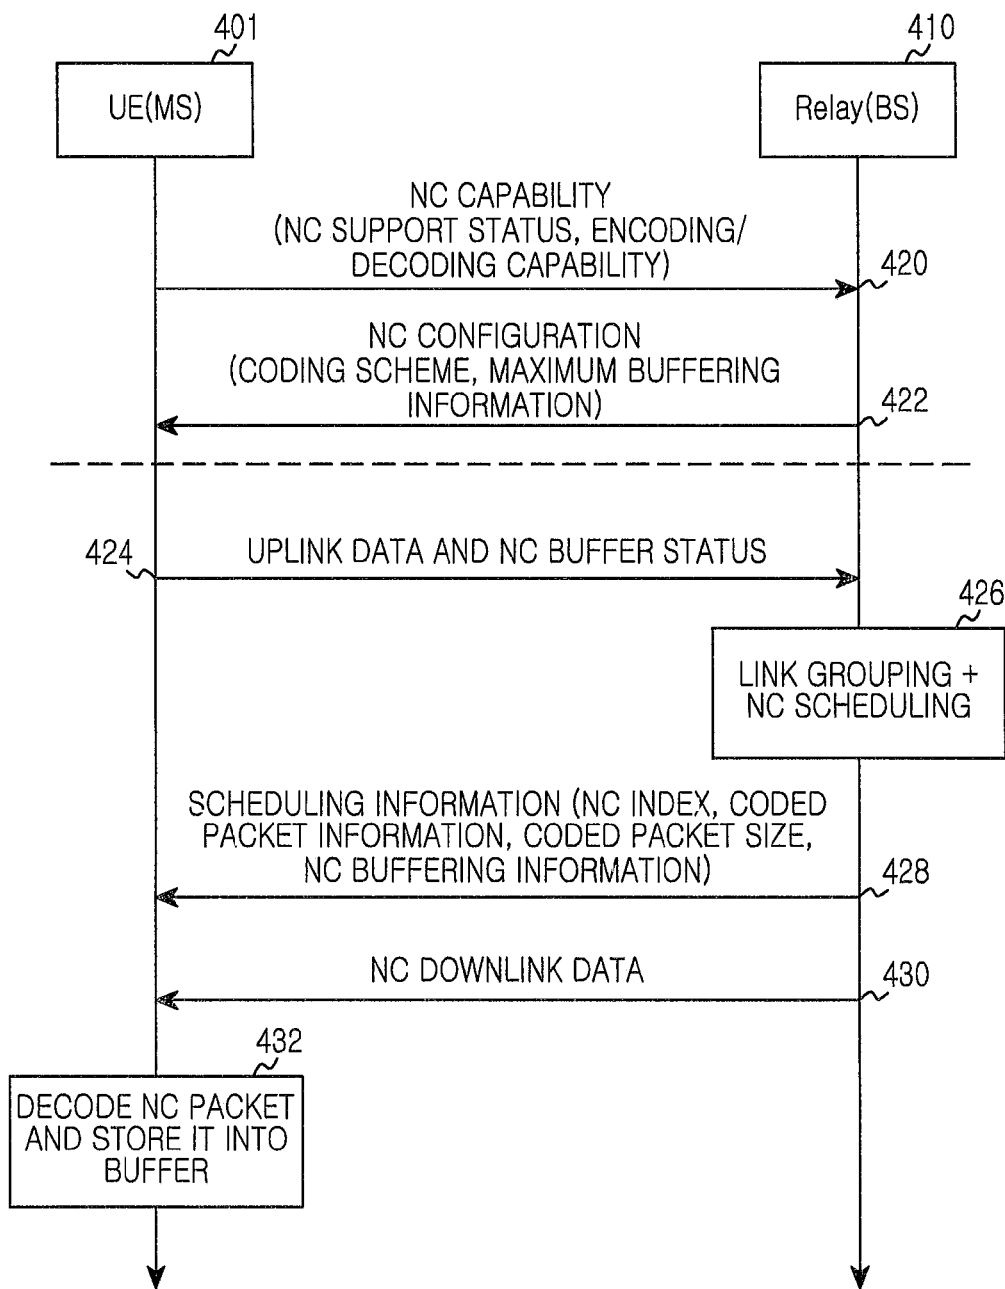 401
410
UE(MS)
Relay(BS)
NC CAPABILITY
(NC SUPPORT STATUS, ENCODING/
DECODING CAPABILITY)
420
NC CONFIGURATION
(CODING SCHEME, MAXIMUM BUFFERING
INFORMATION)
422
424
UPLINK DATA AND NC BUFFER STATUS
426
LINK GROUPING +
NC SCHEDULING
SCHEDULING INFORMATION (NC INDEX, CODED
PACKET INFORMATION, CODED PACKET SIZE,
NC BUFFERING INFORMATION)
428
NC DOWNLINK DATA
430
432
DECODE NC PACKET
AND STORE IT INTO
BUFFER